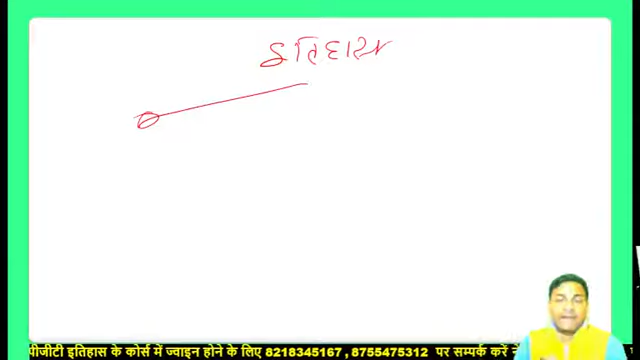 इतिहास
पीजीटी इतिहास के कोर्स में ज्वाइन होने के लिए 8218345167 , 8755475312 पर सम्पर्क करें